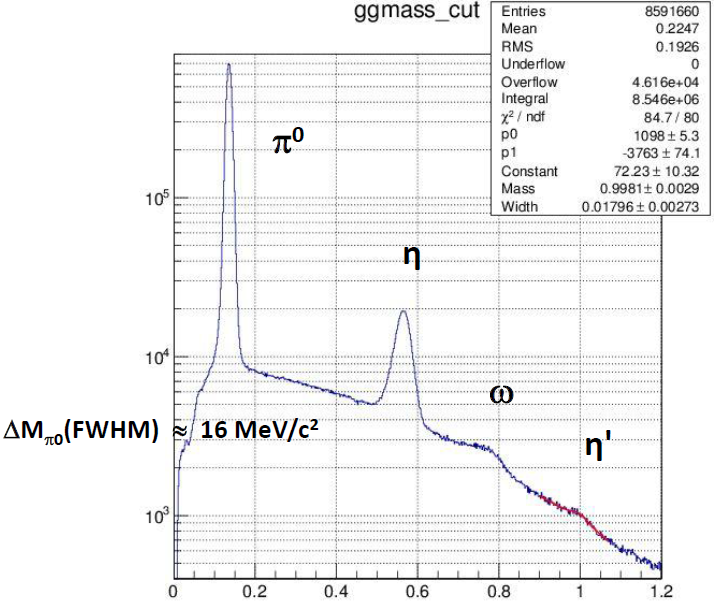 ggmass_cut
Entries 8591660
Mean 0.2247
RMS 0.1926
Underflow 0
Overflow 4.616e+04
Integral 8.546e+06
χ² / ndf 84.7 / 80
p0 1098 ± 5.3
p1 -3763 ± 74.1
Constant 72.23 ± 10.32
Mass 0.9981 ± 0.0029
Width 0.01796 ± 0.00273
π⁰
10⁵
η
10⁴
ω
ΔMπ0(FWHM) ≈ 16 MeV/c²
η'
10³
0 0.2 0.4 0.6 0.8 1 1.2